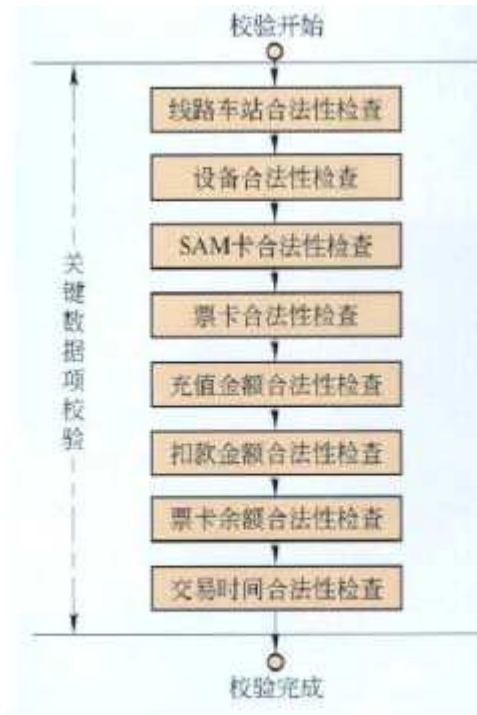 校验开始
线路车站合法性检查
设备合法性检查
SAM卡合法性检查
票卡合法性检查
充值金额合法性检查
扣款金额合法性检查
票卡余额合法性检查
交易时间合法性检查
关键数据项校验
校验完成